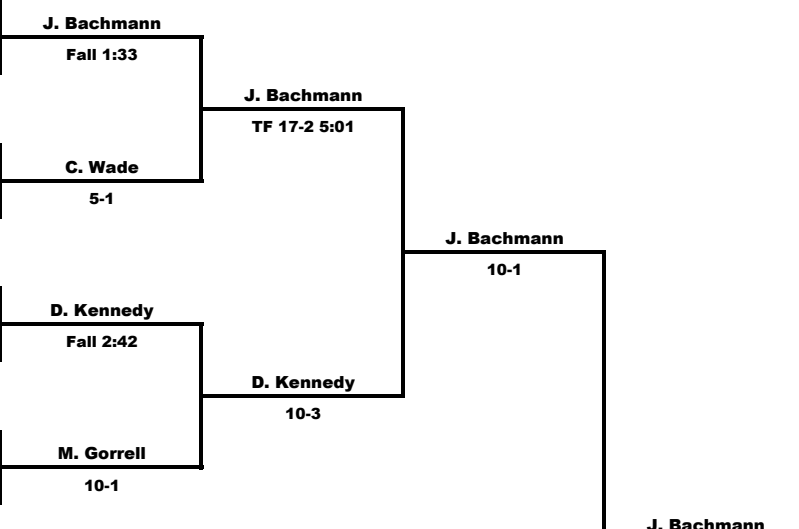 J. Bachmann
Fall 1:33
J. Bachmann
TF 17-2 5:01
C. Wade
5-1
J. Bachmann
10-1
D. Kennedy
Fall 2:42
D. Kennedy
10-3
M. Gorrell
10-1
J. Bachmann